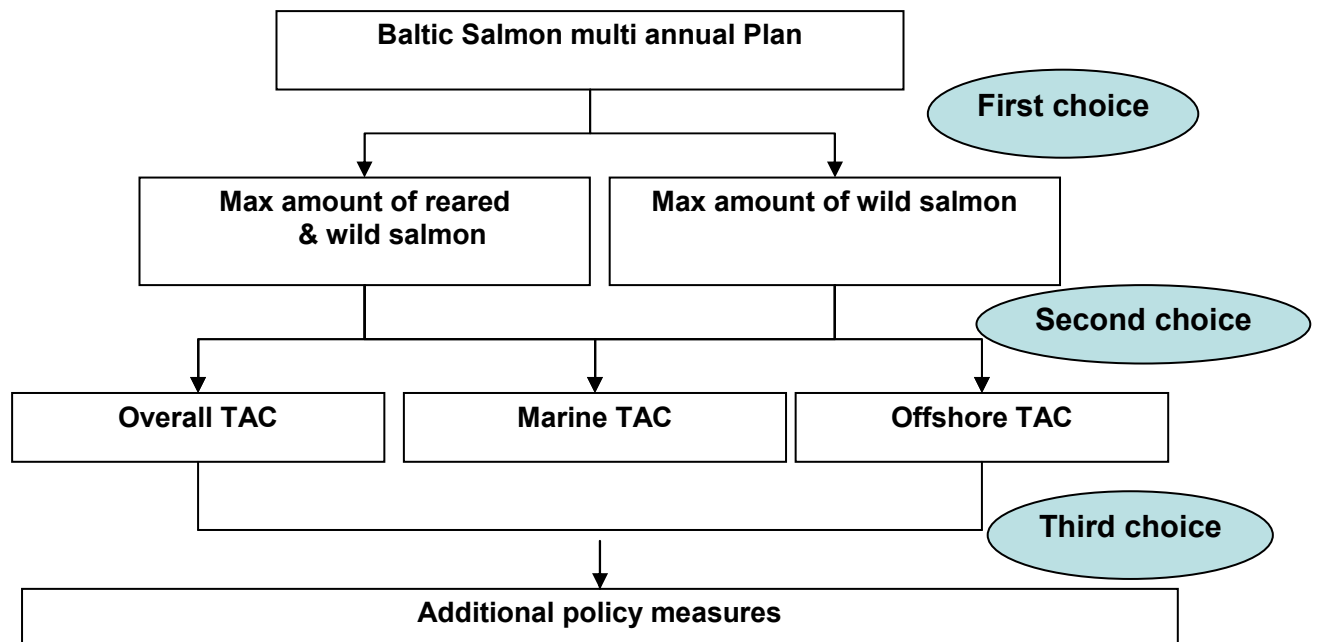 Baltic Salmon multi annual Plan
First choice
Max amount of reared
& wild salmon
Max amount of wild salmon
Second choice
Overall TAC
Marine TAC
Offshore TAC
Third choice
Additional policy measures